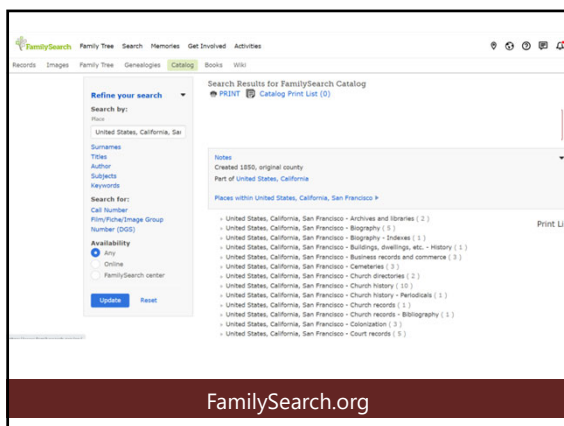 FamilySearch Family Tree Search Memories Get Involved Activities
Records Images Family Tree Genealogies Catalog Books Wiki
Refine your search
Search by:
Place
United States, California, Sa
Surnames
Titles
Author
Subjects
Keywords
Search for:
Call Number
Film/Fiche/Image Group
Number (DGS)
Availability
Any
Online
FamilySearch center
Update Reset
Search Results for FamilySearch Catalog
PRINT Catalog Print List (0)
Notes
Created 1850, original county
Part of United States, California
Places within United States, California, San Francisco
Print Li
» United States, California, San Francisco - Archives and libraries ( 2 )
» United States, California, San Francisco - Biography ( 5 )
» United States, California, San Francisco - Biography - Indexes ( 1 )
» United States, California, San Francisco - Buildings, dwellings, etc. - History ( 1 )
» United States, California, San Francisco - Business records and commerce ( 3 )
» United States, California, San Francisco - Cemeteries ( 3 )
» United States, California, San Francisco - Church directories ( 2 )
» United States, California, San Francisco - Church history ( 10 )
» United States, California, San Francisco - Church history - Periodicals ( 1 )
» United States, California, San Francisco - Church records ( 1 )
» United States, California, San Francisco - Church records - Bibliography ( 1 )
» United States, California, San Francisco - Colonization ( 3 )
» United States, California, San Francisco - Court records ( 5 )
FamilySearch.org